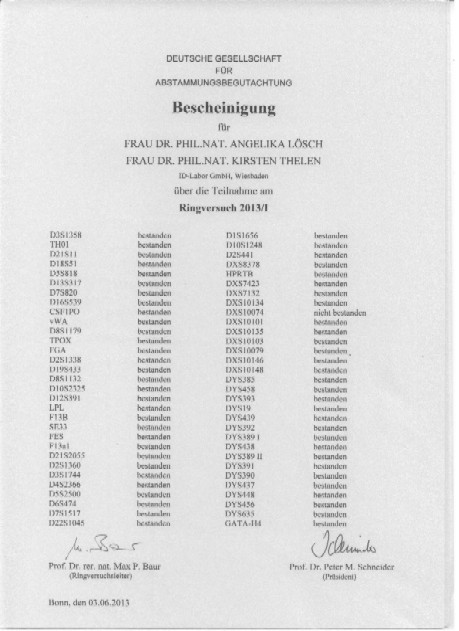 DEUTSCHE GESELLSCHAFT
FÜR
ABSTAMMUNGSBEGUTACHTUNG
Bescheinigung
für
FRAU DR. PHIL.NAT. ANGELIKA LÖSCH
FRAU DR. PHIL.NAT. KIRSTEN THELEN
ID-Labor GmbH, Wiesbaden
über die Teilnahme am
Ringversuch 2013/I
D3S1358 bestanden
TH01 bestanden
D21S11 bestanden
D18S51 bestanden
D5S818 bestanden
D13S317 bestanden
D7S820 bestanden
D16S539 bestanden
CSF1PO bestanden
vWA bestanden
D8S1179 bestanden
TPOX bestanden
FGA bestanden
D2S1338 bestanden
D19S433 bestanden
D8S1132 bestanden
D10S2325 bestanden
D12S391 bestanden
LPL bestanden
F13B bestanden
SE33 bestanden
FES bestanden
F13a1 bestanden
D21S2055 bestanden
D2S1360 bestanden
D3S1744 bestanden
D4S2366 bestanden
D5S2500 bestanden
D6S474 bestanden
D7S1517 bestanden
D22S1045 bestanden
D1S1656 bestanden
D10S1248 bestanden
D2S441 bestanden
DXS8378 bestanden
HPRTB bestanden
DXS7423 bestanden
DXS7132 bestanden
DXS10134 bestanden
DXS10074 nicht bestanden
DXS10101 bestanden
DXS10135 bestanden
DXS10103 bestanden
DXS10079 bestanden
DXS10146 bestanden
DXS10148 bestanden
DYS385 bestanden
DYS458 bestanden
DYS393 bestanden
DYS19 bestanden
DYS439 bestanden
DYS392 bestanden
DYS389 I bestanden
DYS438 bestanden
DYS389 II bestanden
DYS391 bestanden
DYS390 bestanden
DYS437 bestanden
DYS448 bestanden
DYS456 bestanden
DYS635 bestanden
GATA-H4 bestanden
Prof. Dr. rer. nat. Max P. Baur
(Ringversuchsleiter)
Prof. Dr. Peter M. Schneider
(Präsident)
Bonn, den 03.06.2013